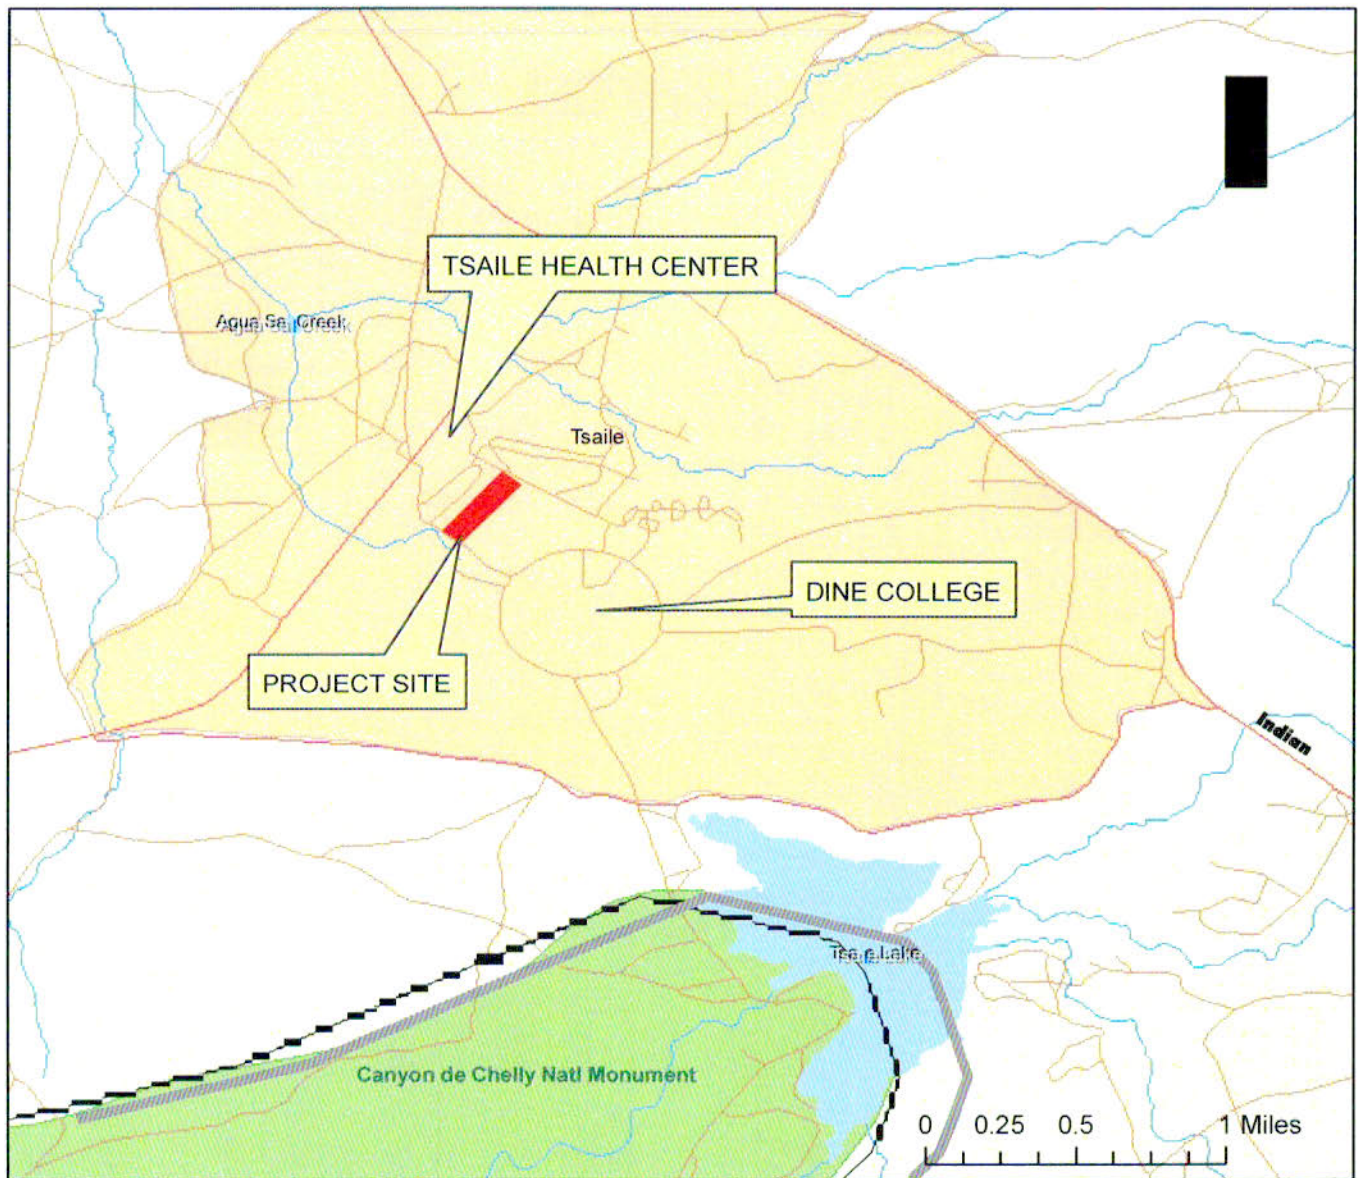 TSAILE HEALTH CENTER
Agua Sal Creek
Tsaile
DINE COLLEGE
PROJECT SITE
Indian
Lake
Canyon de Chelly Natl Monument
0 0.25 0.5 1 Miles